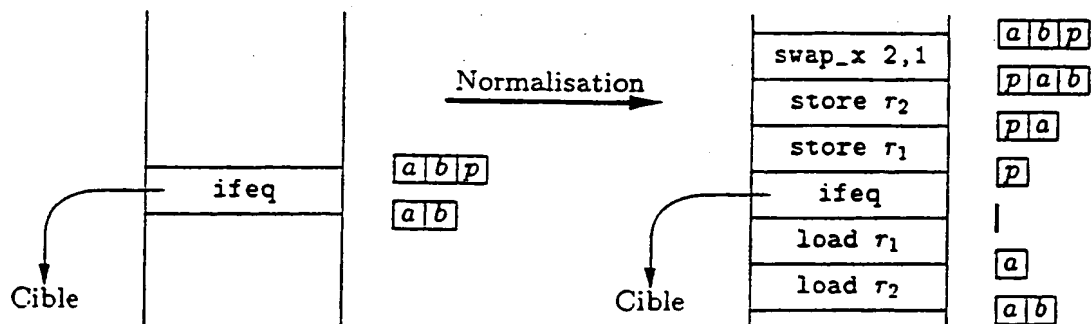 a b p
swap_x 2,1
Normalisation
p a b
store r2
p a
store r1
a b p
p
ifeq
ifeq
a b
load r1
a
Cible
load r2
Cible
a b